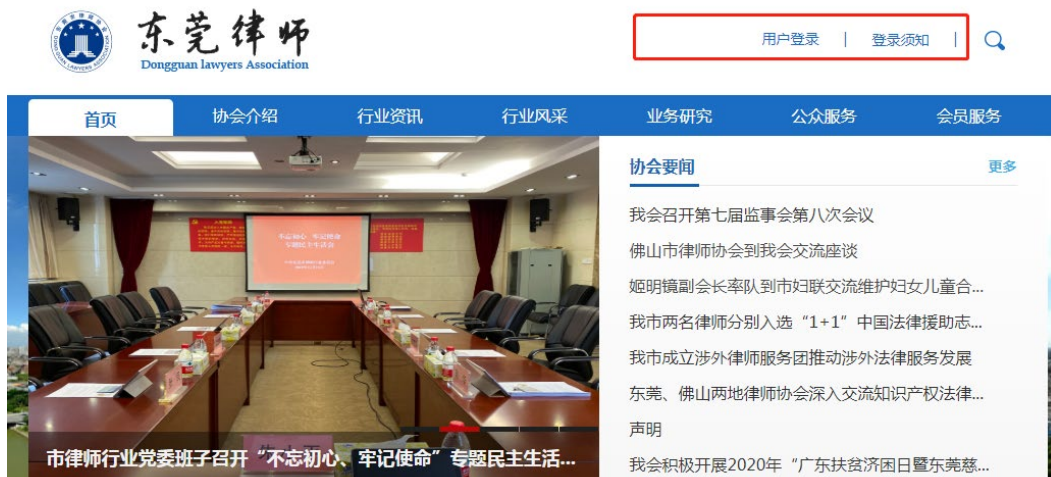 东莞律师
Dongguan lawyers Association
用户登录 | 登录须知 |
首页 协会介绍 行业资讯 行业风采 业务研究 公众服务 会员服务
不忘初心 牢记使命
专题民主生活会
市律师行业党委班子召开“不忘初心、牢记使命”专题民主生活...
协会要闻 更多
我会召开第七届监事会第八次会议
佛山市律师协会到我会交流座谈
姬明镜副会长率队到市妇联交流维护妇女儿童合...
我市两名律师分别入选“1+1”中国法律援助志...
我市成立涉外律师服务团推动涉外法律服务发展
东莞、佛山两地律师协会深入交流知识产权法律...
声明
我会积极开展2020年“广东扶贫济困日暨东莞慈...